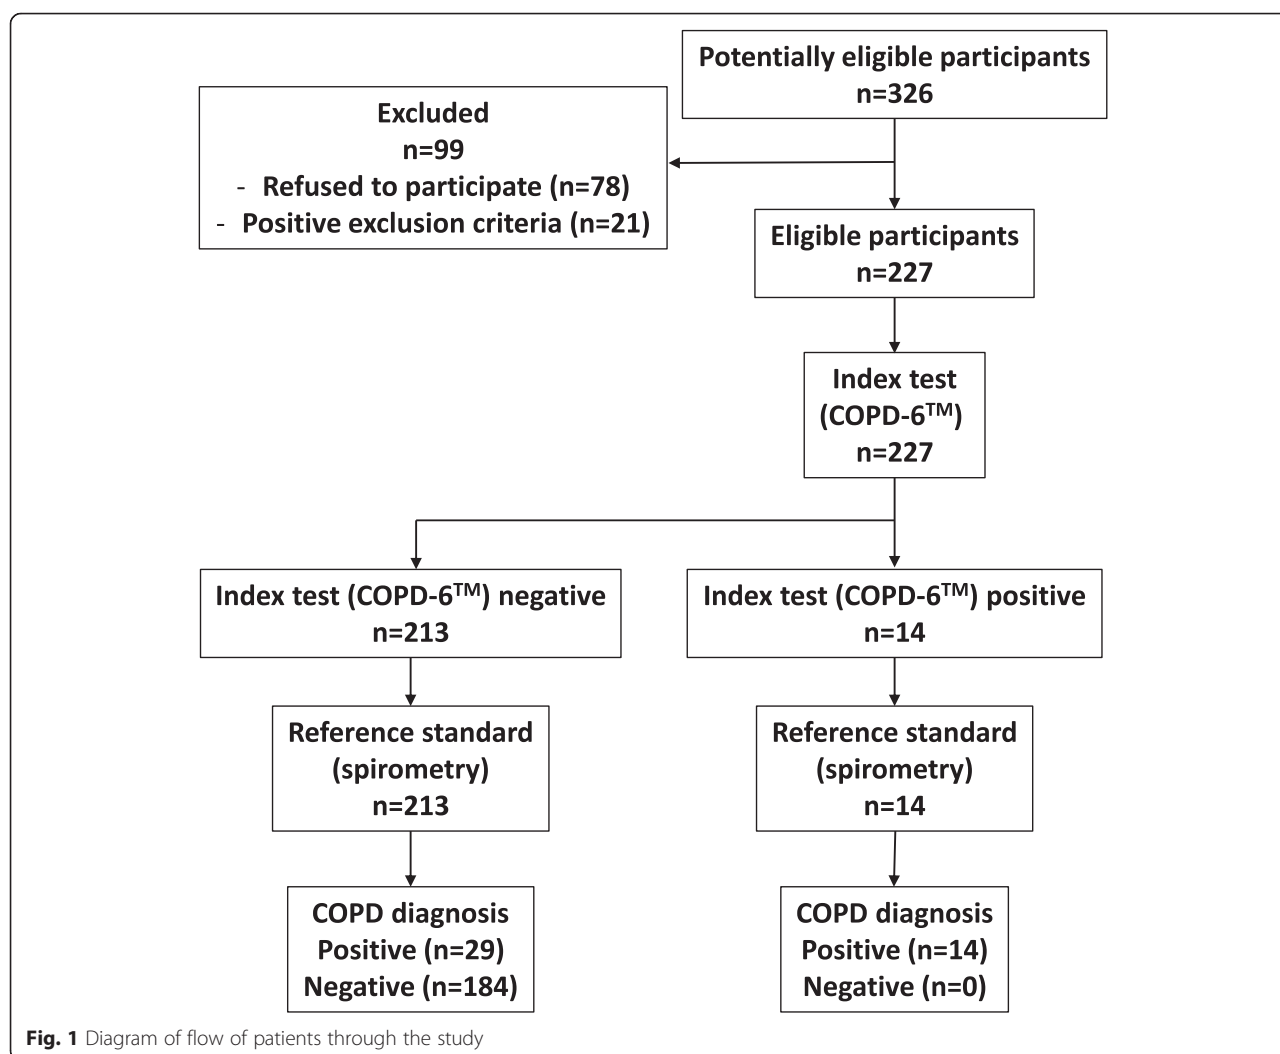 Potentially eligible participants
n=326
Excluded
n=99
- Refused to participate (n=78)
- Positive exclusion criteria (n=21)
Eligible participants
n=227
Index test
(COPD-6TM)
n=227
Index test (COPD-6TM) negative
n=213
Index test (COPD-6TM) positive
n=14
Reference standard
(spirometry)
n=213
Reference standard
(spirometry)
n=14
COPD diagnosis
Positive (n=29)
Negative (n=184)
COPD diagnosis
Positive (n=14)
Negative (n=0)
Fig. 1 Diagram of flow of patients through the study